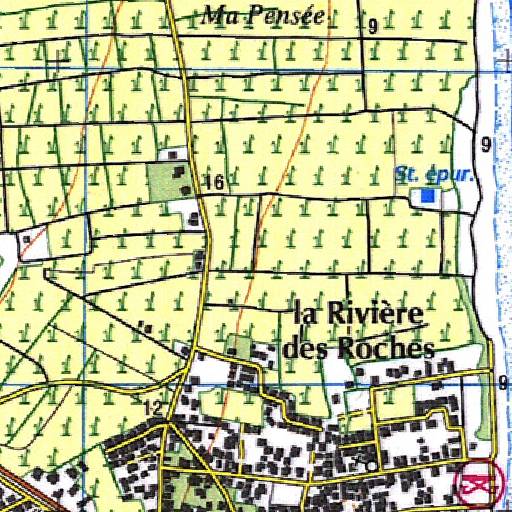 Ma Pensée
9
9
St. épur.
16
la Rivière
des Roches
9
12